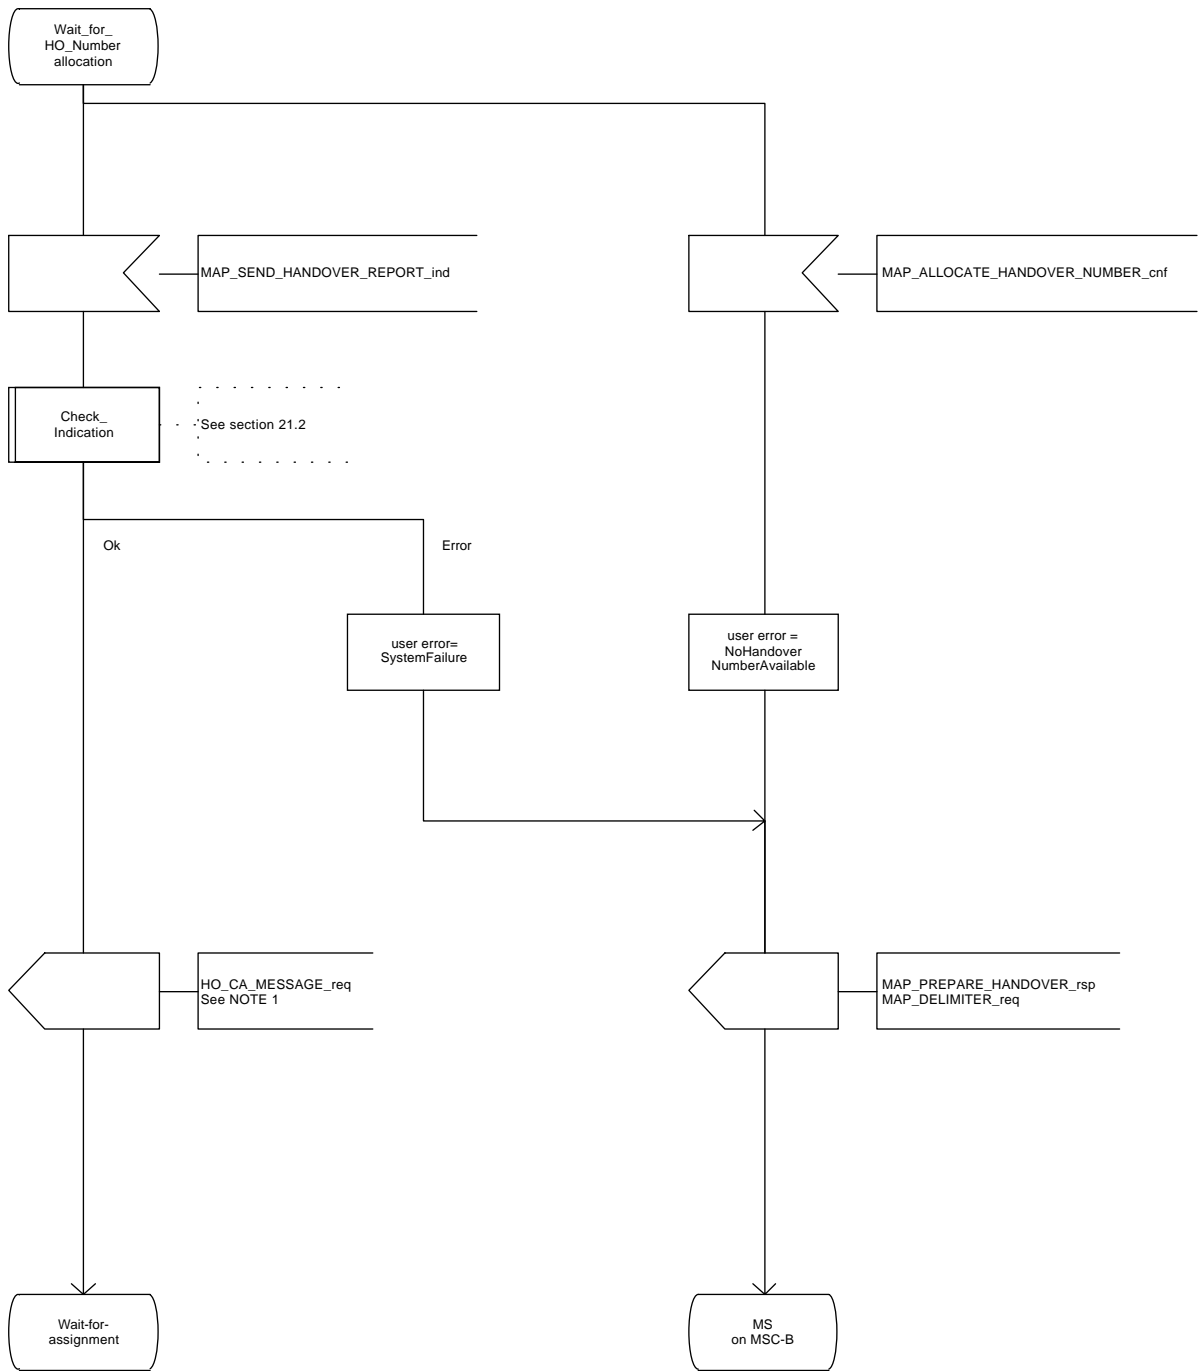 Wait_for_
HO_Number
allocation
MAP_SEND_HANDOVER_REPORT_ind
MAP_ALLOCATE_HANDOVER_NUMBER_cnf
Check_
Indication
See section 21.2
Ok
Error
user error=
SystemFailure
user error =
NoHandover
NumberAvailable
HO_CA_MESSAGE_req
See NOTE 1
MAP_PREPARE_HANDOVER_rsp
MAP_DELIMITER_req
Wait-for-
assignment
MS
on MSC-B